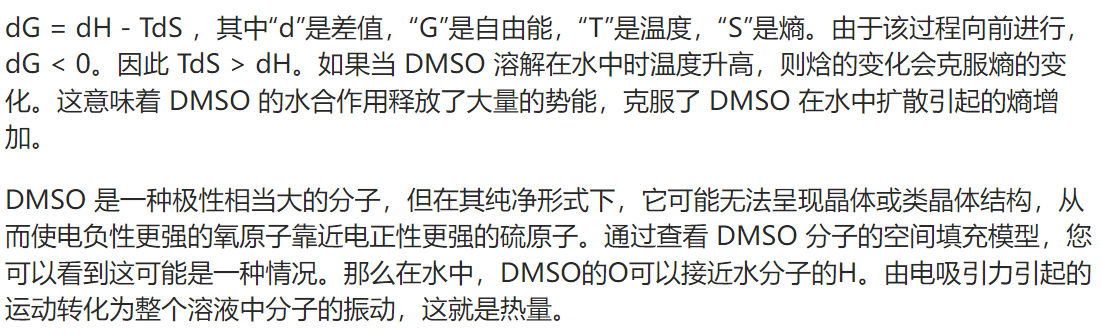 dG = dH - TdS ，其中“d”是差值，“G”是自由能，“T”是温度，“S”是熵。由于该过程向前进行，
dG < 0。因此 TdS > dH。如果当 DMSO 溶解在水中时温度升高，则焓的变化会克服熵的变
化。这意味着 DMSO 的水合作用释放了大量的势能，克服了 DMSO 在水中扩散引起的熵增
加。
DMSO 是一种极性相当大的分子，但在其纯净形式下，它可能无法呈现晶体或类晶体结构，从
而使电负性更强的氧原子靠近电正性更强的硫原子。通过查看 DMSO 分子的空间填充模型，您
可以看到这可能是一种情况。那么在水中，DMSO的O可以接近水分子的H。由电吸引力引起的
运动转化为整个溶液中分子的振动，这就是热量。